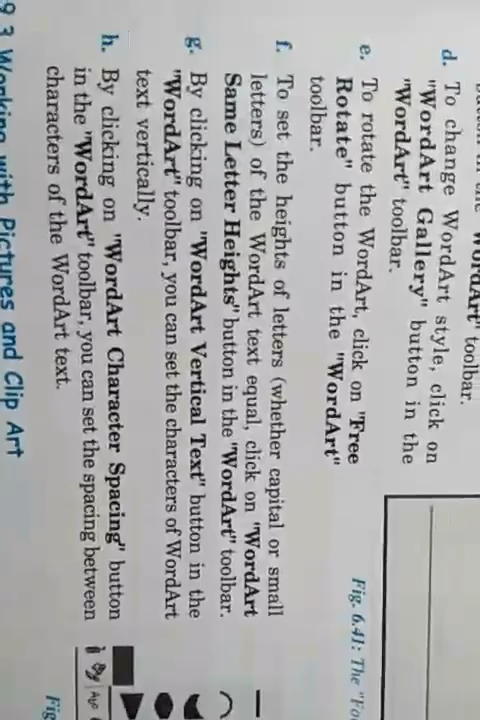 "WordArt" toolbar.
d. To change WordArt style, click on
"WordArt Gallery" button in the
"WordArt" toolbar.
e. To rotate the WordArt, click on "Free
Rotate" button in the "WordArt"
toolbar.
Fig. 6.41: The
f. To set the heights of letters (whether capital or small
letters) of the WordArt text equal, click on "WordArt
Same Letter Heights" button in the "WordArt" toolbar.
g. By clicking on "WordArt Vertical Text" button in the
"WordArt" toolbar, you can set the characters of WordArt
text vertically.
h. By clicking on "WordArt Character Spacing" button
in the "WordArt" toolbar, you can set the spacing between
characters of the WordArt text.
Fig
9 3 Working with Pictures and Clip Art